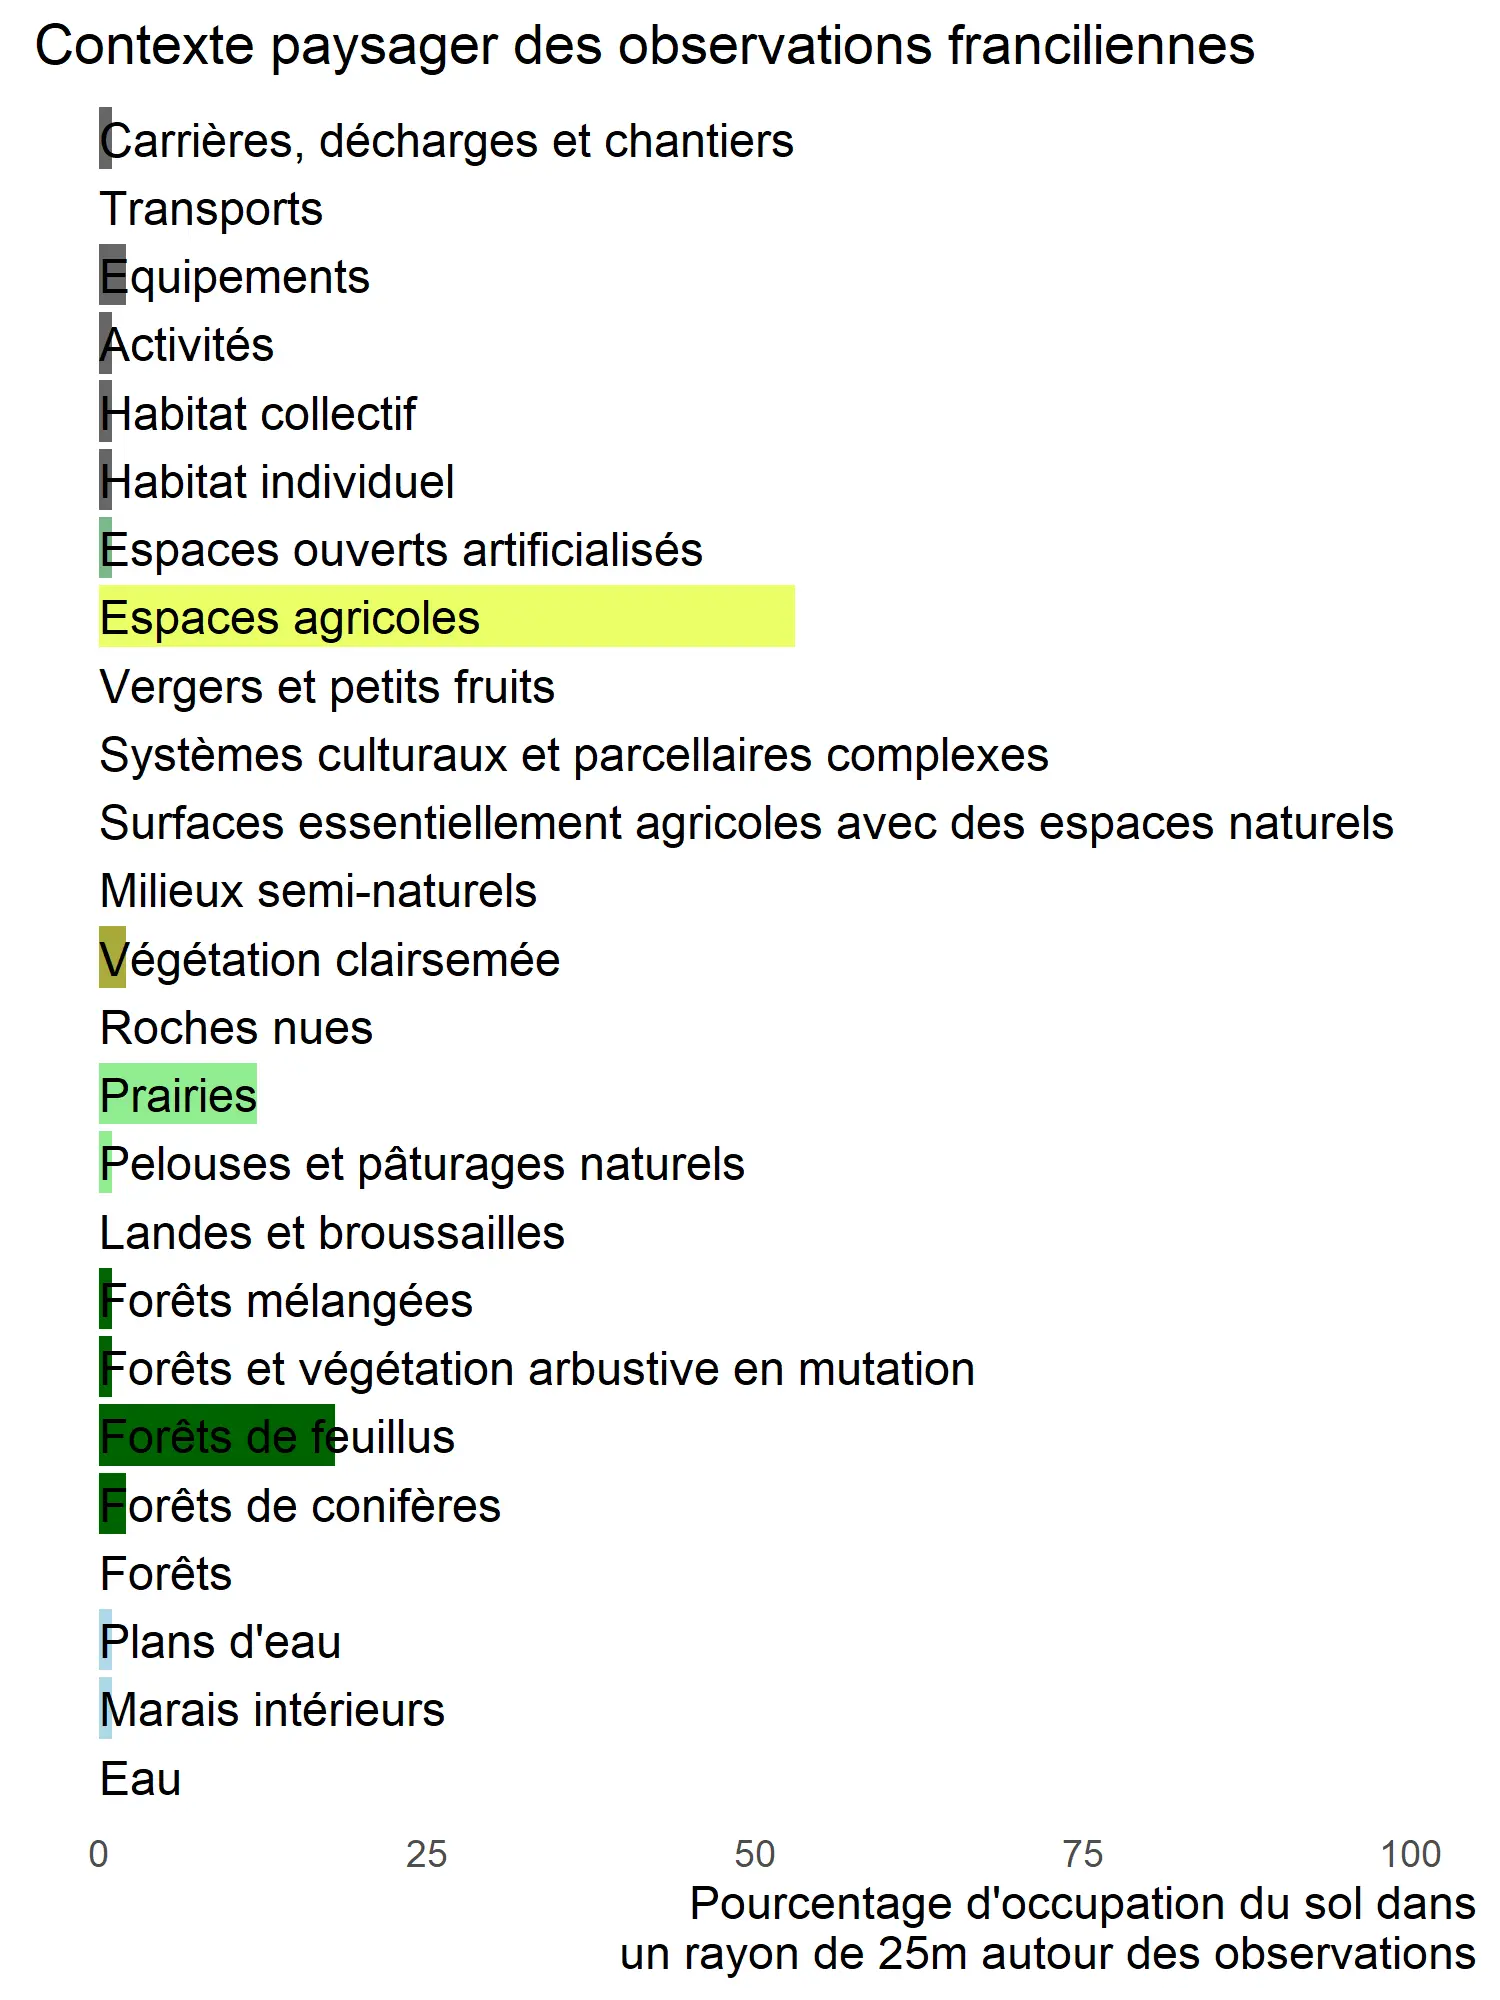 Contexte paysager des observations franciliennes
Carrières, décharges et chantiers
Transports
Equipements
Activités
Habitat collectif
Habitat individuel
Espaces ouverts artificialisés
Espaces agricoles
Vergers et petits fruits
Systèmes culturaux et parcellaires complexes
Surfaces essentiellement agricoles avec des espaces naturels
Milieux semi-naturels
Végétation clairsemée
Roches nues
Prairies
Pelouses et pâturages naturels
Landes et broussailles
Forêts mélangées
Forêts et végétation arbustive en mutation
Forêts de feuillus
Forêts de conifères
Forêts
Plans d'eau
Marais intérieurs
Eau
0 25 50 75 100
Pourcentage d'occupation du sol dans
un rayon de 25m autour des observations